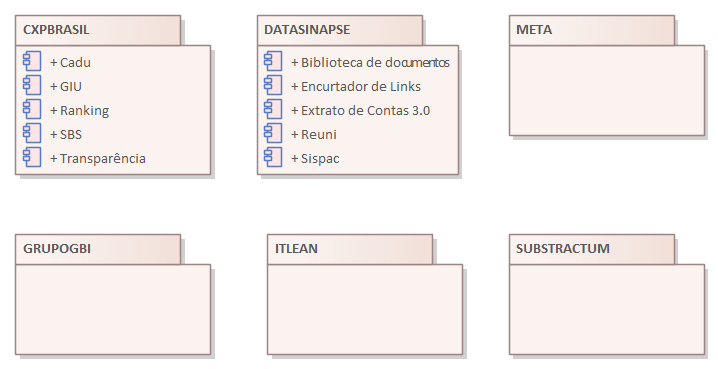 CXPBRASIL
+ Cadu
+ GIU
+ Ranking
+ SBS
+ Transparência
DATASINAPSE
+ Biblioteca de documentos
+ Encurtador de Links
+ Extrato de Contas 3.0
+ Reuni
+ Sispac
META
GRUPOGBI
ITLEAN
SUBSTRACTUM